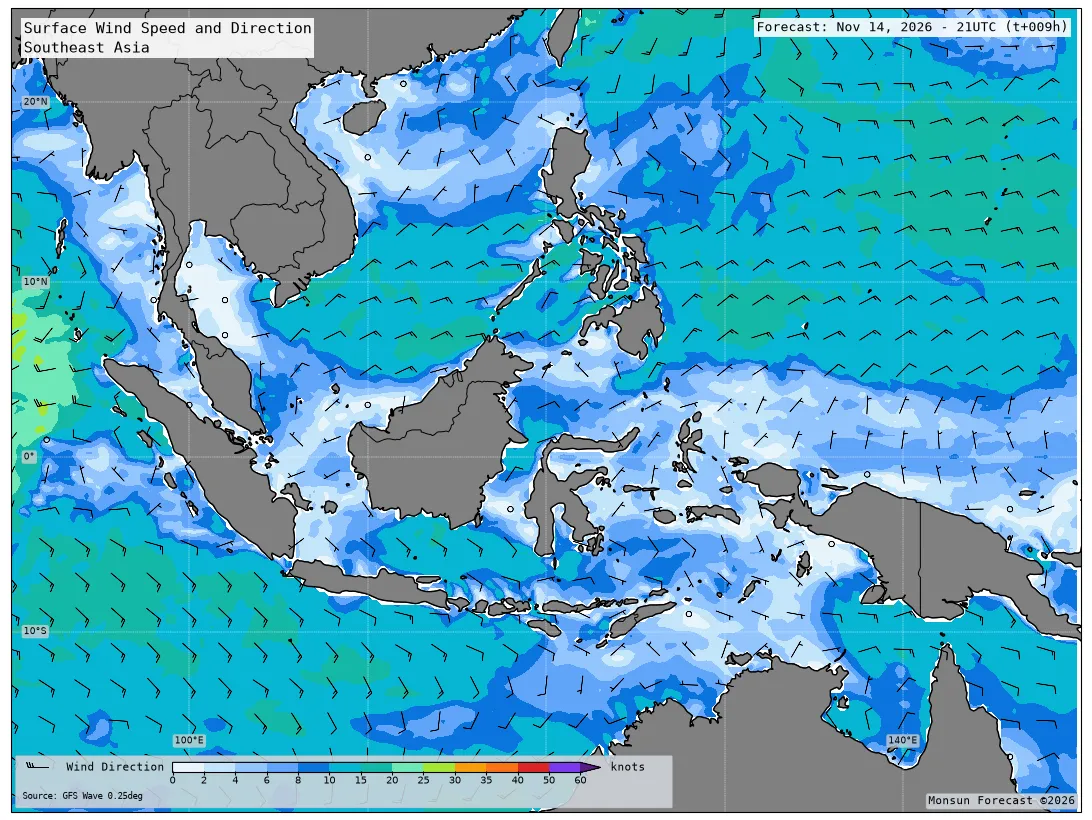 Surface Wind Speed and Direction
Southeast Asia
Forecast: Nov 14, 2026 - 21UTC (t+009h)
20°N
10°N
0°
10°S
100°E
140°E
Wind Direction
0 2 4 6 8 10 15 20 25 30 35 40 50 60
knots
Source: GFS Wave 0.25deg
Monsun Forecast ©2026